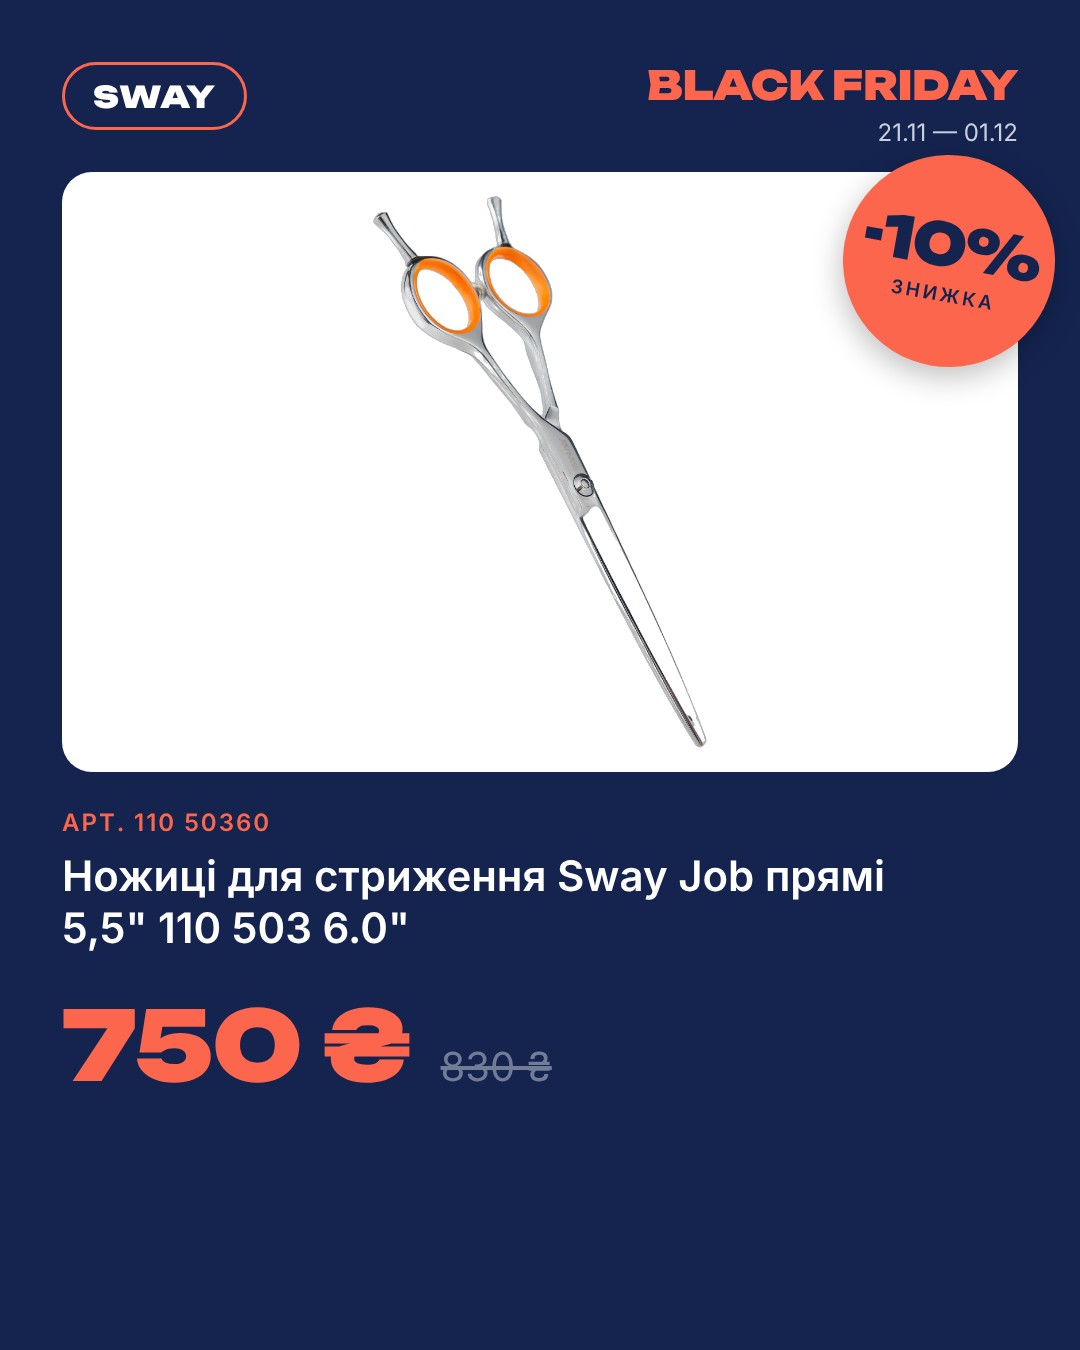 SWAY
BLACK FRIDAY
21.11 — 01.12
-10%
ЗНИЖКА
АРТ. 110 50360
Ножиці для стриження Sway Job прямі
5,5" 110 503 6.0"
750 ₴
830 ₴